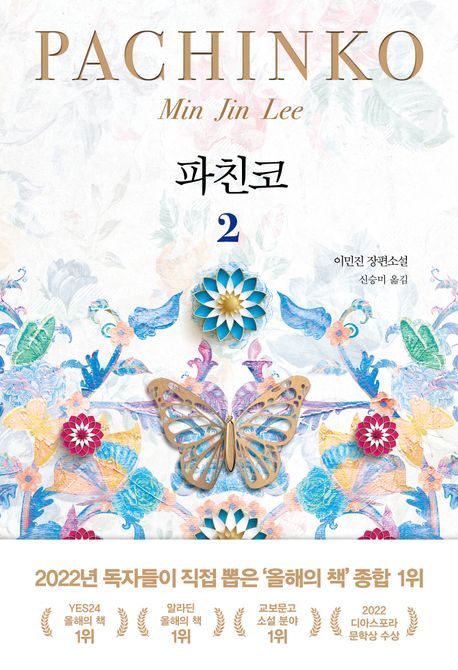 PACHINKO
Min Jin Lee
파친코
2
이민진 장편소설
신승미 옮김
2022년 독자들이 직접 뽑은 ‘올해의 책’ 종합 1위
YES24
올해의 책
1위
알라딘
올해의 책
1위
교보문고
소설 분야
1위
2022
디아스포라
문학상 수상